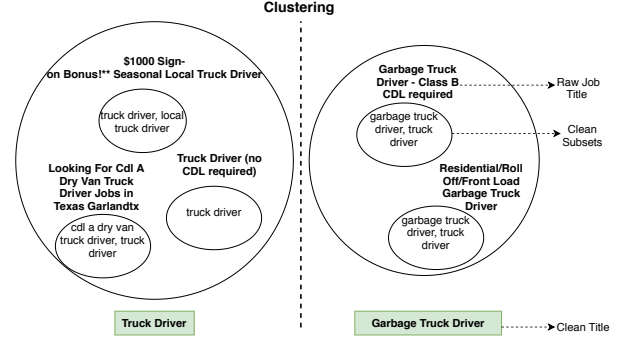 Clustering
$1000 Sign-
on Bonus!** Seasonal Local Truck Driver
truck driver, local
truck driver
Looking For Cdl A
Dry Van Truck
Driver Jobs in
Texas Garlandtx
cdl a dry van
truck driver, truck
driver
Truck Driver (no
CDL required)
truck driver
Truck Driver
Garbage Truck
Driver - Class B
CDL required
garbage truck
driver, truck
driver
Residential/Roll
Off/Front Load
Garbage Truck
Driver
garbage truck
driver, truck
driver
Garbage Truck Driver
Raw Job
Title
Clean
Subsets
Clean Title